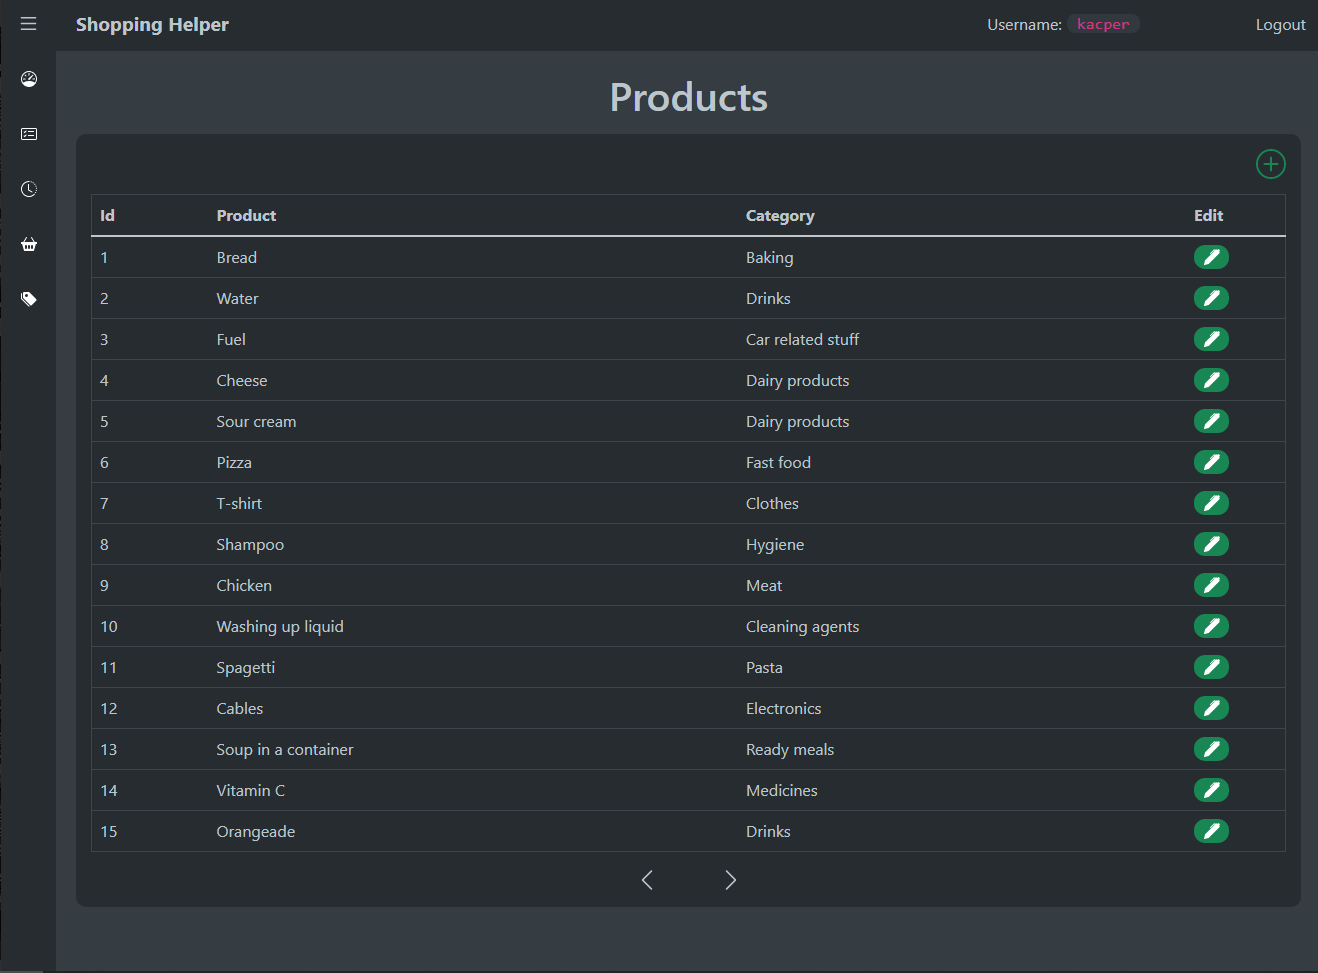 Shopping Helper Username: kacper Logout
Products
Id Product Category Edit
1 Bread Baking
2 Water Drinks
3 Fuel Car related stuff
4 Cheese Dairy products
5 Sour cream Dairy products
6 Pizza Fast food
7 T-shirt Clothes
8 Shampoo Hygiene
9 Chicken Meat
10 Washing up liquid Cleaning agents
11 Spagetti Pasta
12 Cables Electronics
13 Soup in a container Ready meals
14 Vitamin C Medicines
15 Orangeade Drinks